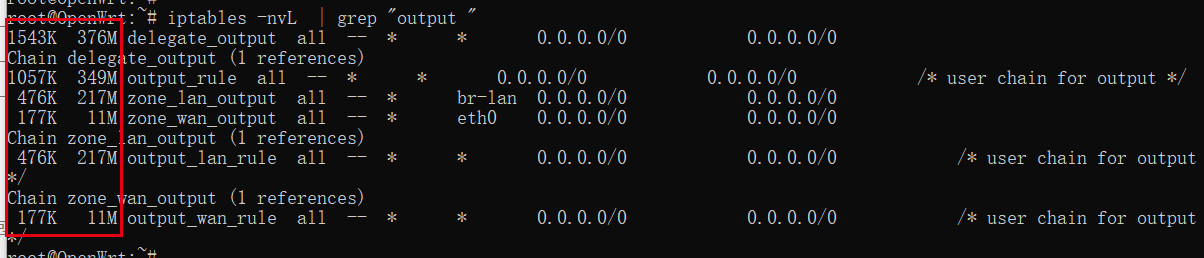 root@OpenWrt:~# iptables -nvL  | grep "output "
1543K  376M delegate_output  all  --  *      *       0.0.0.0/0            0.0.0.0/0
Chain delegate_output (1 references)
1057K  349M output_rule  all  --  *      *       0.0.0.0/0            0.0.0.0/0            /* user chain for output */
 476K  217M zone_lan_output  all  --  *      br-lan  0.0.0.0/0            0.0.0.0/0
 177K   11M zone_wan_output  all  --  *      eth0    0.0.0.0/0            0.0.0.0/0
Chain zone_lan_output (1 references)
 476K  217M output_lan_rule  all  --  *      *       0.0.0.0/0            0.0.0.0/0            /* user chain for output
*/
Chain zone_wan_output (1 references)
 177K   11M output_wan_rule  all  --  *      *       0.0.0.0/0            0.0.0.0/0            /* user chain for output
*/
root@OpenWrt:~#